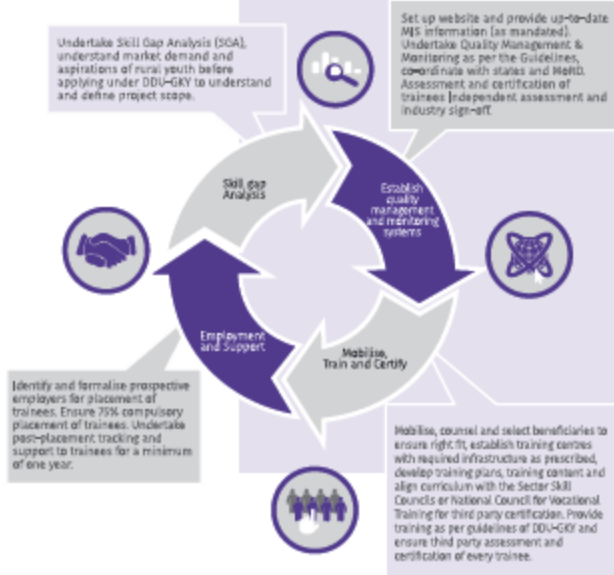 Undertake Skill Gap Analysis (SGA),
understand market demand and
aspirations of rural youth before
applying under DDU-GKY to understand
and define project scope.
Set up website and provide up-to-date
MIS information (as mandated).
Undertake Quality Management &
Monitoring as per the Guidelines,
co-ordinate with states and MoRD.
Assessment and certification of
trainees Independent assessment and
industry sign-off.
Skill gap
Analysis
Establish
quality
management
and monitoring
systems
Employment
and Support
Mobilise,
Train and Certify
Identify and formalise prospective
employers for placement of
trainees. Ensure 75% compulsory
placement of trainees. Undertake
post-placement tracking and
support to trainees for a minimum
of one year.
Mobilise, counsel and select beneficiaries to
ensure right fit, establish training centres
with required infrastructure as prescribed,
develop training plans, training content and
align curriculum with the Sector Skill
Councils or National Council for Vocational
Training for third party certification. Provide
training as per guidelines of DDU-GKY and
ensure third party assessment and
certification of every trainee.